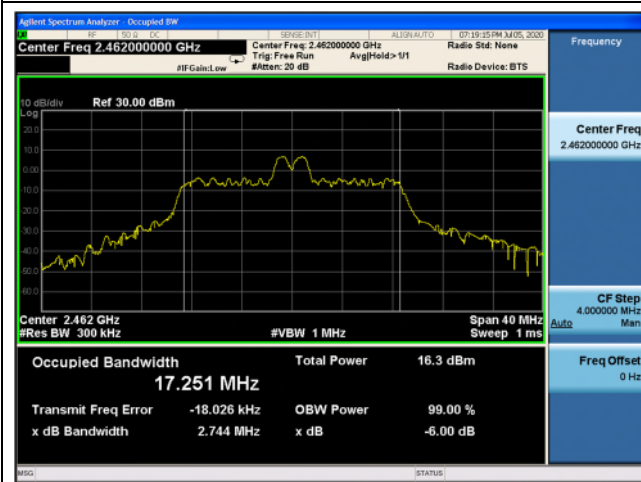 Agilent Spectrum Analyzer - Occupied BW
RF 50 Ω DC SENSE:INT ALIGN AUTO 07:19:15 PM Jul 05, 2020
Center Freq 2.462000000 GHz
Center Freq: 2.462000000 GHz Radio Std: None
Trig: Free Run Avg|Hold>1/1
#IFGain:Low #Atten: 20 dB Radio Device: BTS
10 dB/div Ref 30.00 dBm
Log
20.0
10.0
0.00
-10.0
-20.0
-30.0
-40.0
-50.0
-60.0
Center 2.462 GHz Span 40 MHz
#Res BW 300 kHz #VBW 1 MHz Sweep 1 ms
Occupied Bandwidth Total Power 16.3 dBm
17.251 MHz
Transmit Freq Error -18.026 kHz OBW Power 99.00 %
x dB Bandwidth 2.744 MHz x dB -6.00 dB
MSG STATUS
Frequency
Center Freq
2.462000000 GHz
CF Step
4.000000 MHz
Auto Man
Freq Offset
0 Hz